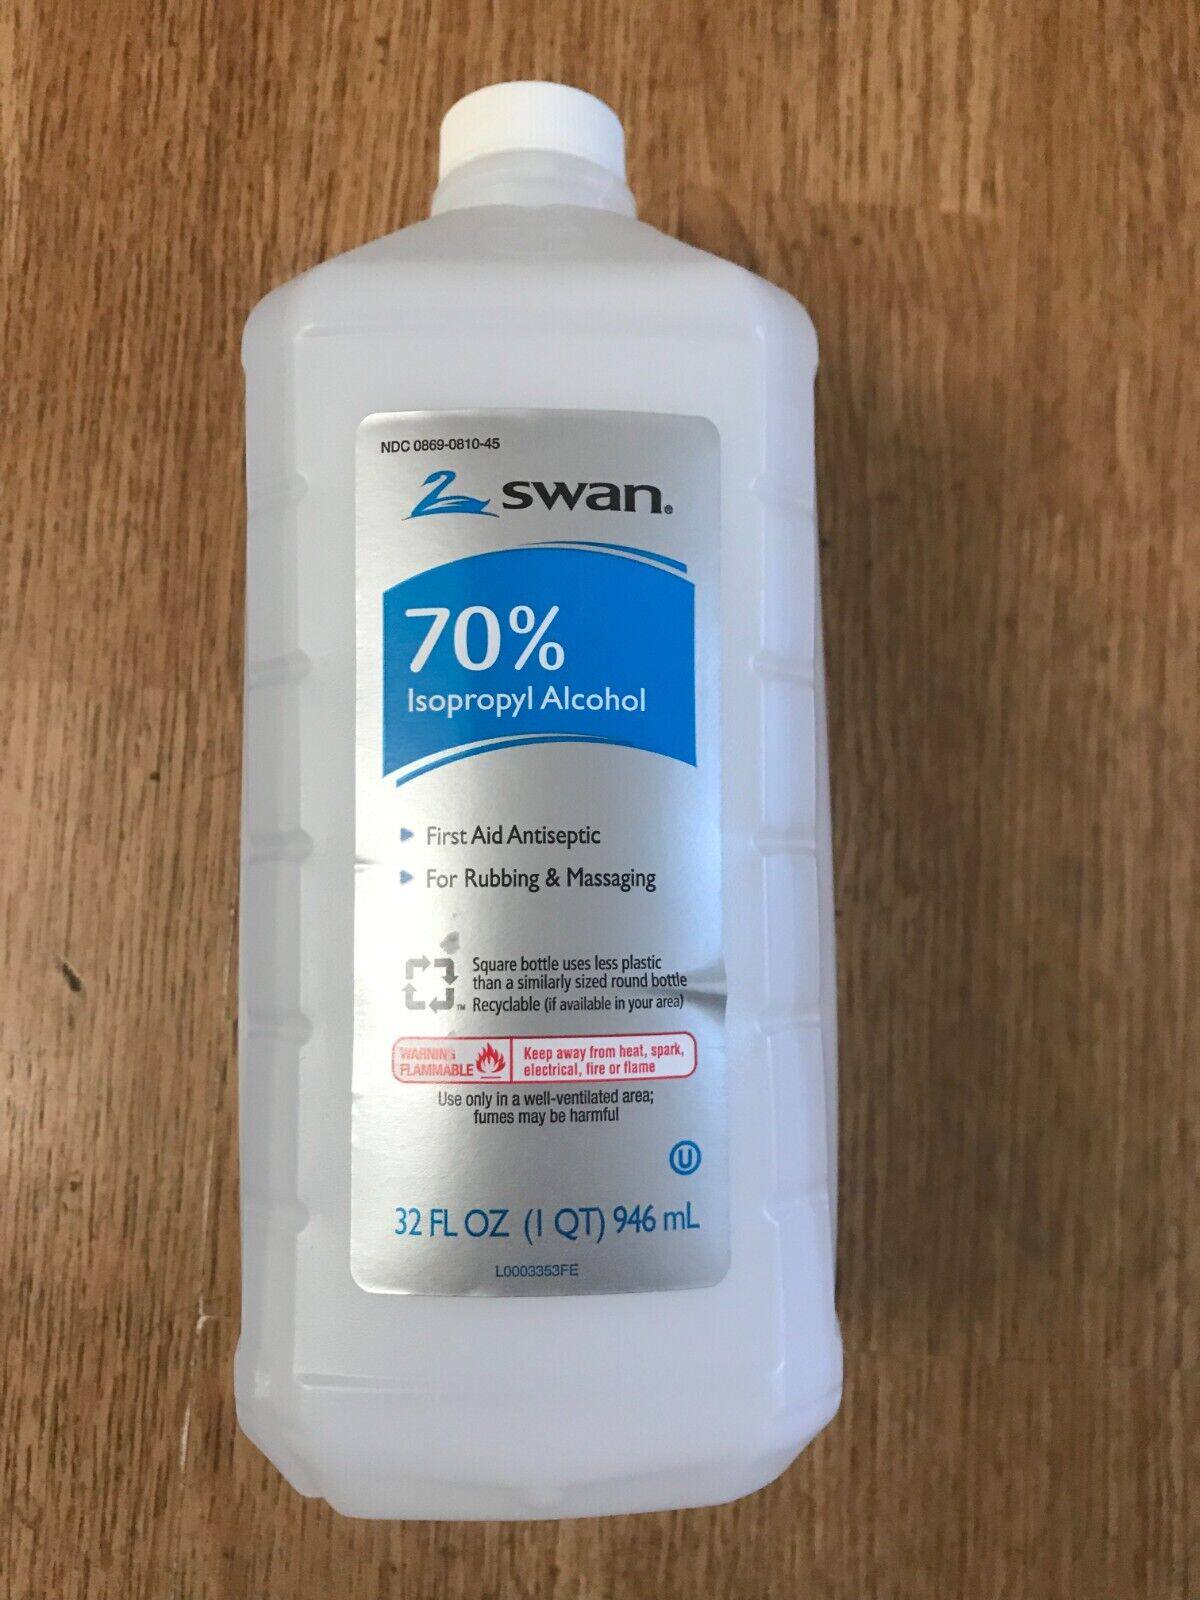 NDC 0869-0810-45
swan®
70%
Isopropyl Alcohol
First Aid Antiseptic
For Rubbing & Massaging
Square bottle uses less plastic
than a similarly sized round bottle
™ Recyclable (if available in your area)
WARNING
FLAMMABLE
Keep away from heat, spark,
electrical, fire or flame
Use only in a well-ventilated area;
fumes may be harmful
U
32 FL OZ (1 QT) 946 mL
L0003353FE